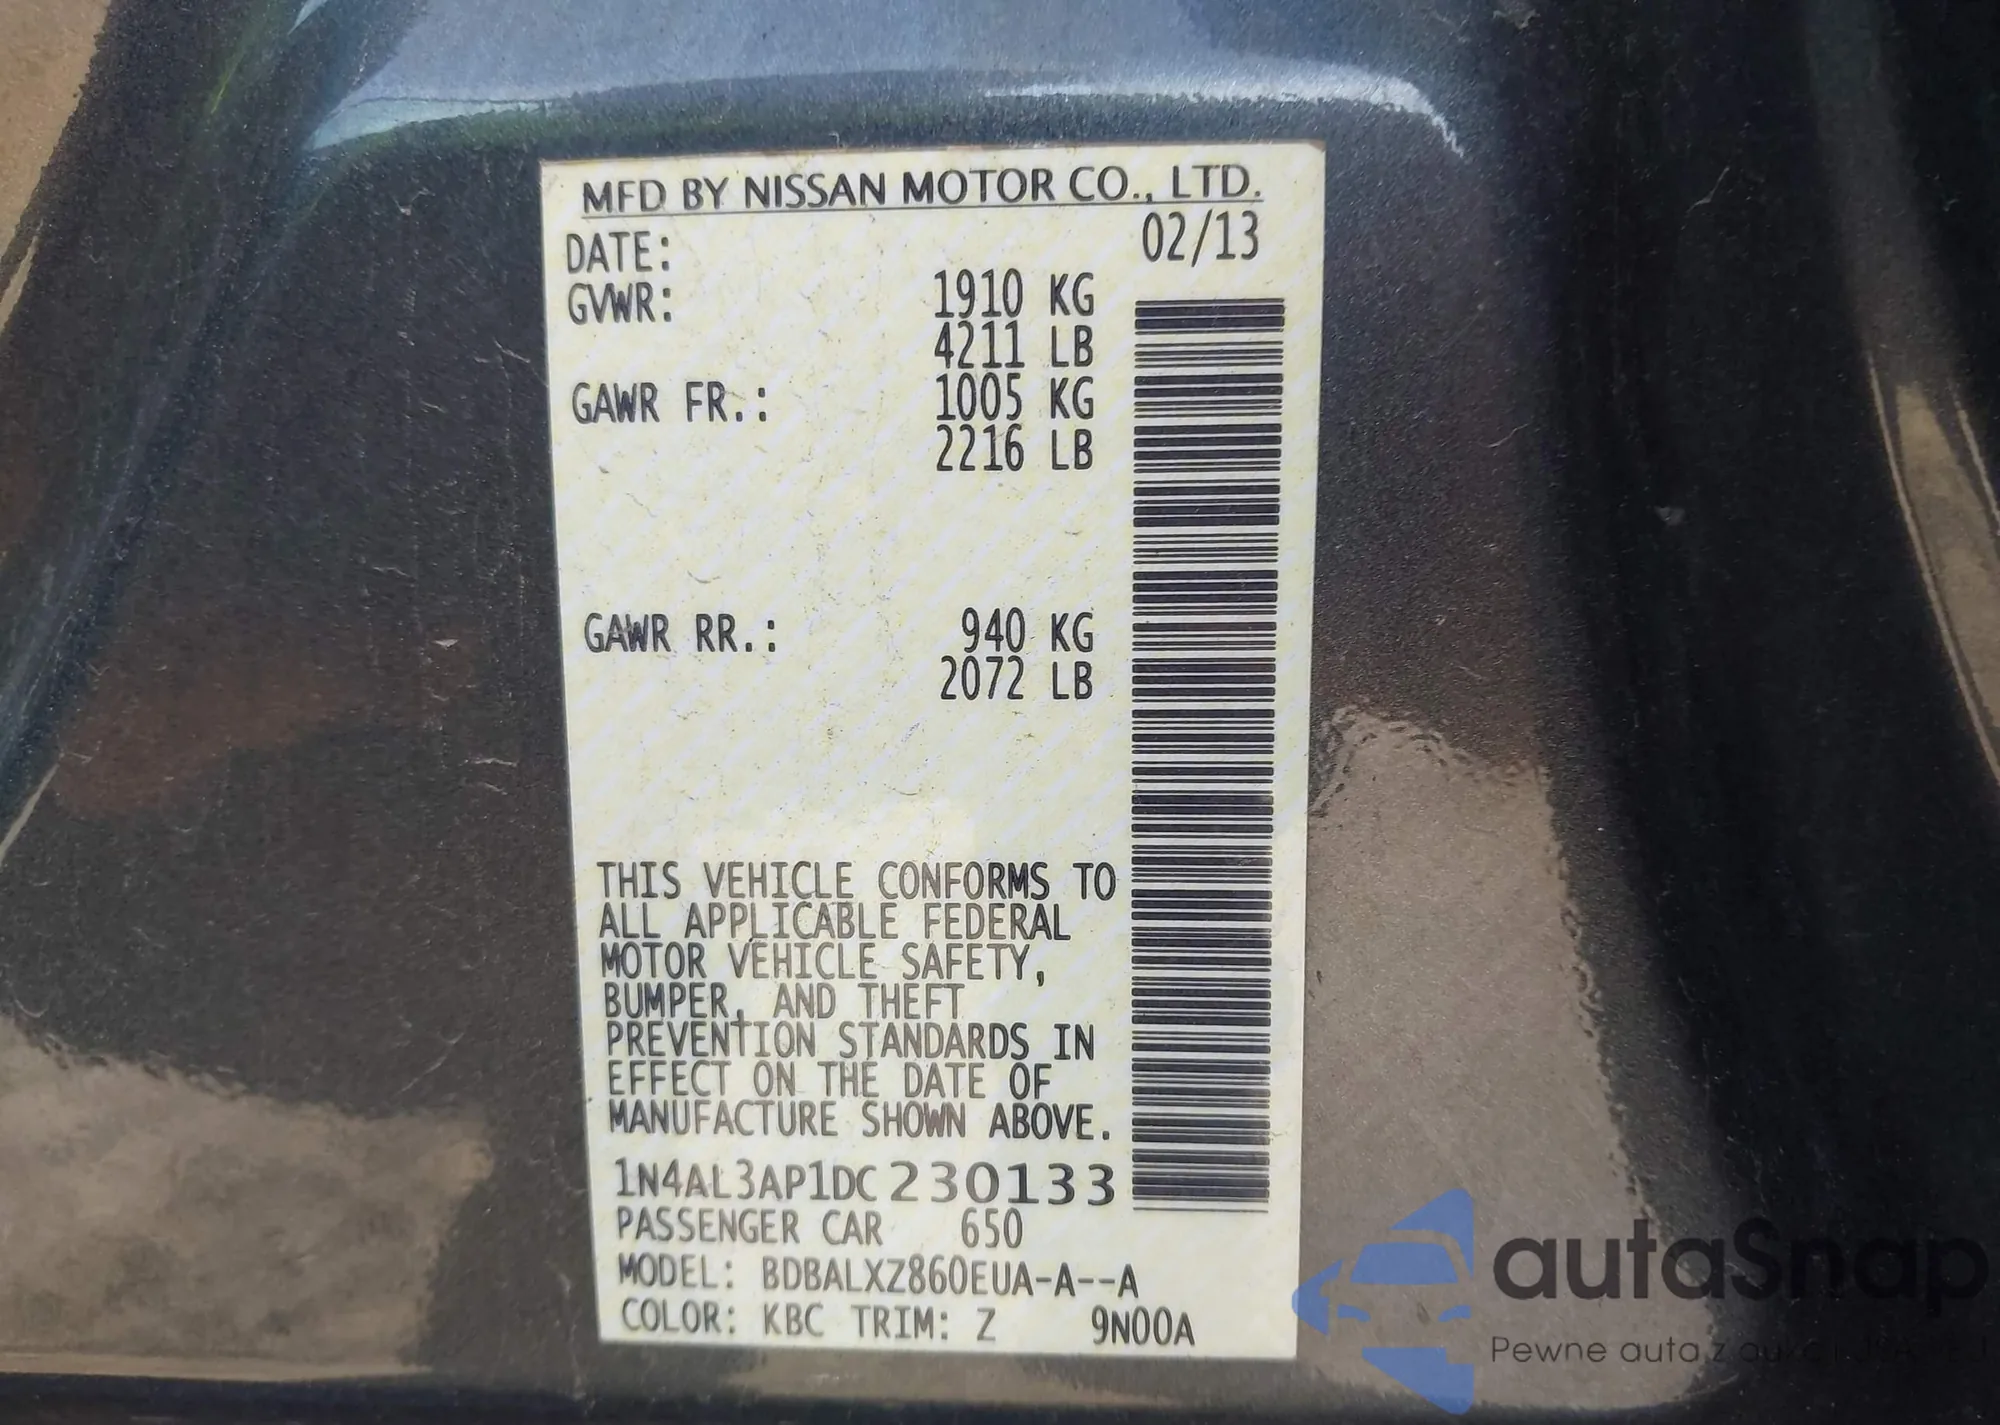 MFD BY NISSAN MOTOR CO., LTD.
DATE: 02/13
GVWR: 1910 KG
4211 LB
GAWR FR.: 1005 KG
2216 LB
GAWR RR.: 940 KG
2072 LB
THIS VEHICLE CONFORMS TO
ALL APPLICABLE FEDERAL
MOTOR VEHICLE SAFETY,
BUMPER, AND THEFT
PREVENTION STANDARDS IN
EFFECT ON THE DATE OF
MANUFACTURE SHOWN ABOVE.
1N4AL3AP1DC230133
PASSENGER CAR 650
MODEL: BDBALXZ860EUA-A--A
COLOR: KBC TRIM: Z 9N00A
autaSnap
Pewne auta z